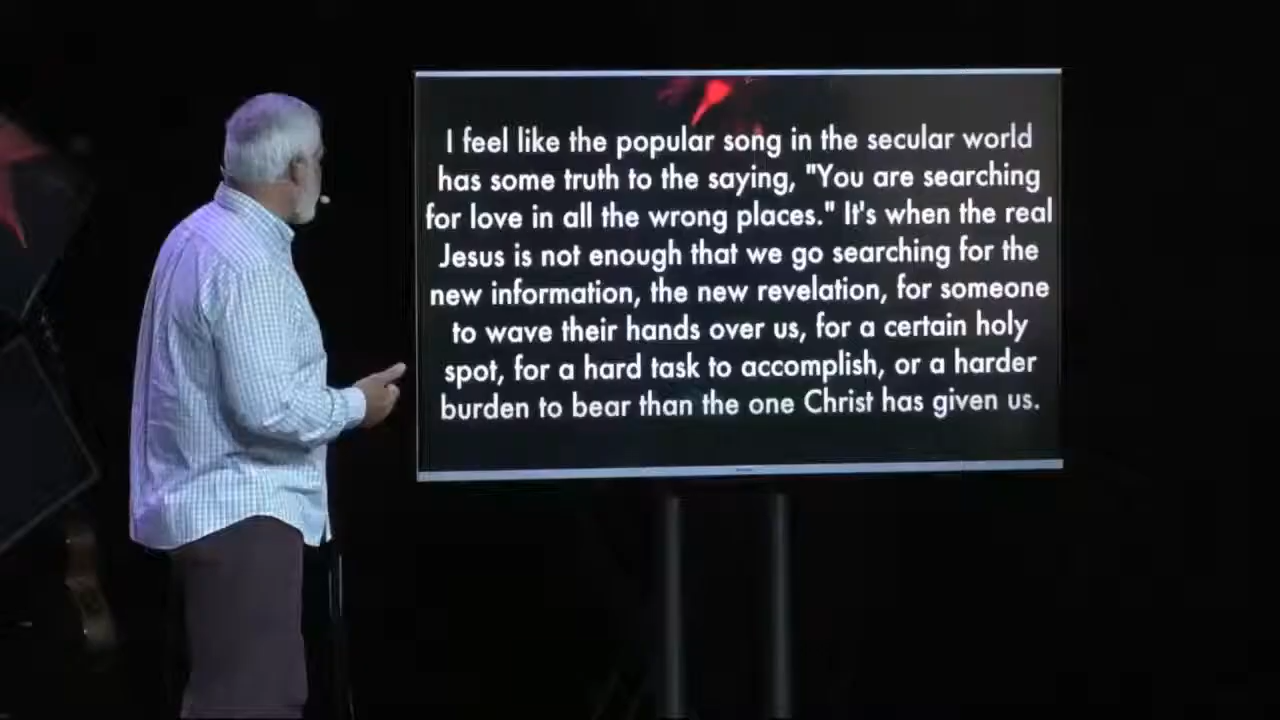 I feel like the popular song in the secular world
has some truth to the saying, "You are searching
for love in all the wrong places." It's when the real
Jesus is not enough that we go searching for the
new information, the new revelation, for someone
to wave their hands over us, for a certain holy
spot, for a hard task to accomplish, or a harder
burden to bear than the one Christ has given us.